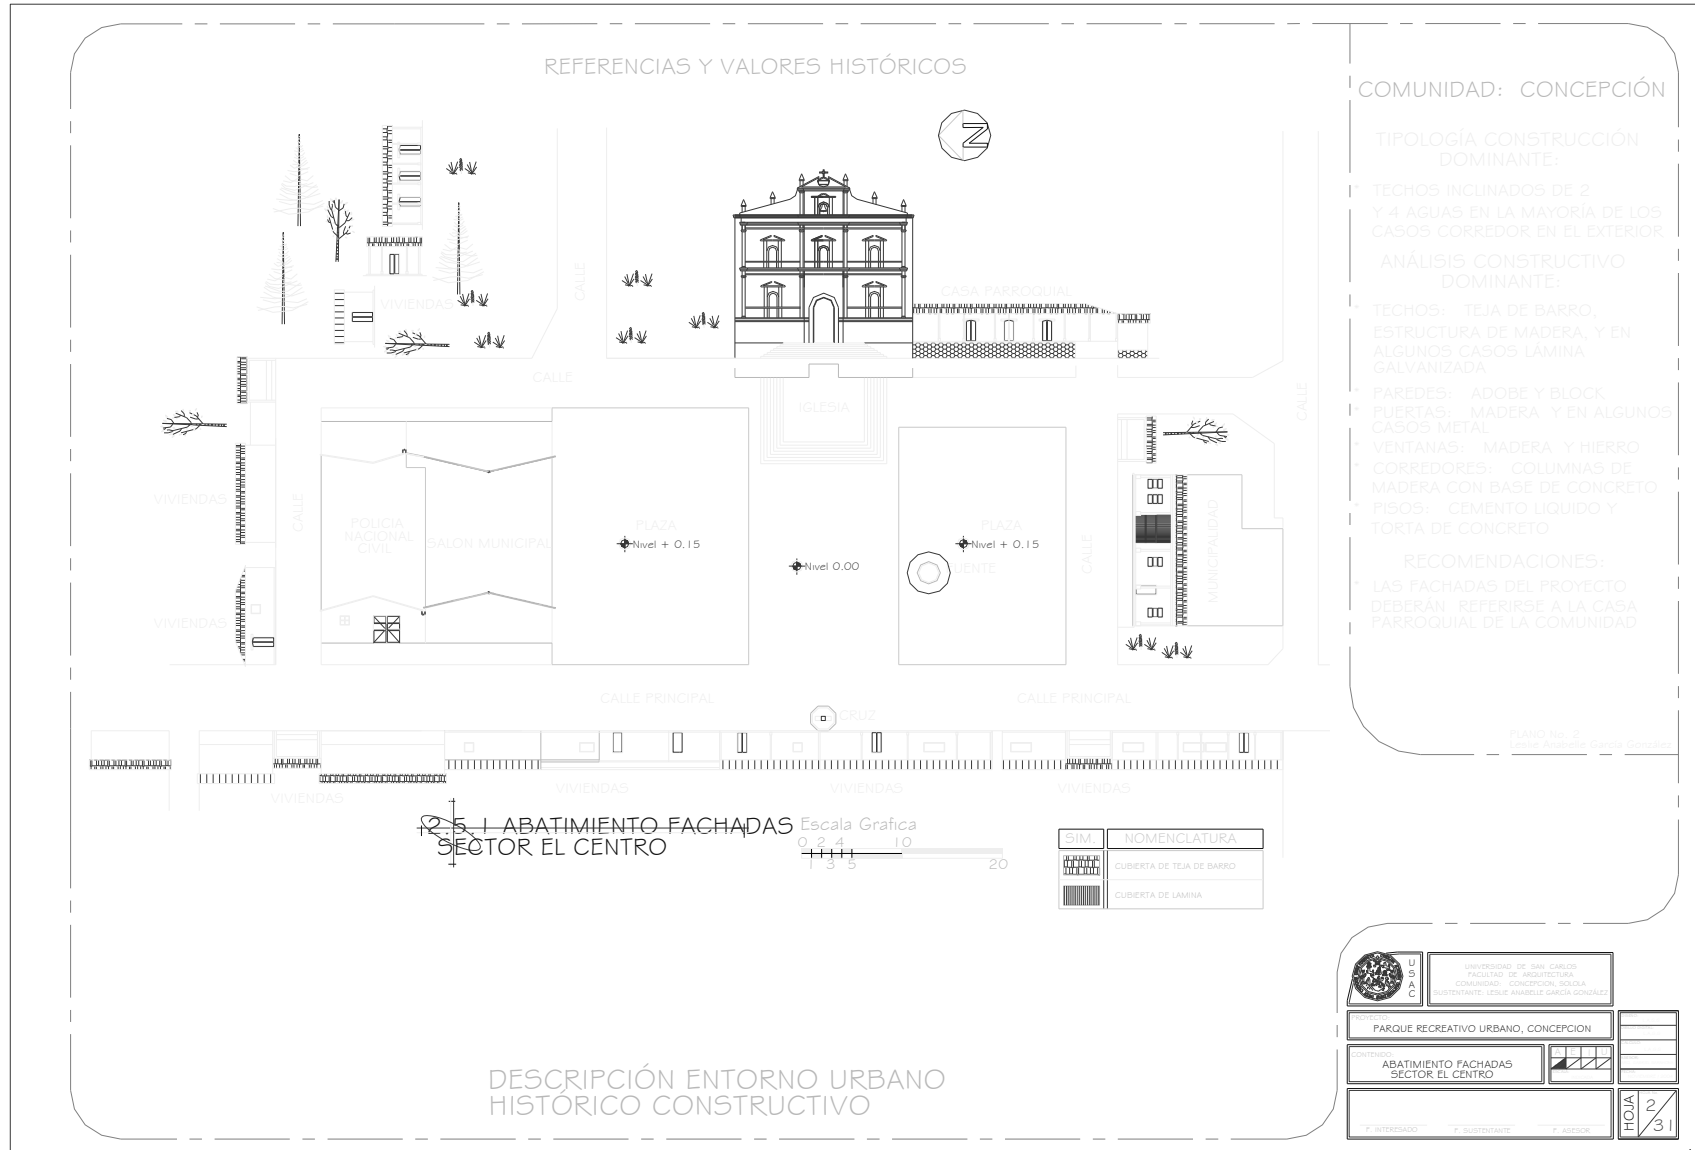 REFERENCIAS Y VALORES HISTÓRICOS
N
CALLE
VIVIENDAS
CASA PARROQUIAL
CALLE
IGLESIA
CALLE
VIVIENDAS
CALLE
POLICIA
NACIONAL
CIVIL
SALON MUNICIPAL
PLAZA
Nivel + 0.15
Nivel 0.00
PLAZA
Nivel + 0.15
FUENTE
CALLE
MUNICIPALIDAD
VIVIENDAS
CALLE PRINCIPAL
CALLE PRINCIPAL
CRUZ
VIVIENDAS
VIVIENDAS
VIVIENDAS
VIVIENDAS
2.5.1 ABATIMIENTO FACHADAS
SECTOR EL CENTRO
Escala Grafica
0 2 4 10
1 3 5 20
SIM. NOMENCLATURA
CUBIERTA DE TEJA DE BARRO
CUBIERTA DE LAMINA
DESCRIPCIÓN ENTORNO URBANO
HISTÓRICO CONSTRUCTIVO
COMUNIDAD: CONCEPCIÓN
TIPOLOGÍA CONSTRUCCIÓN
DOMINANTE:
* TECHOS INCLINADOS DE 2
Y 4 AGUAS EN LA MAYORÍA DE LOS
CASOS CORREDOR EN EL EXTERIOR
ANÁLISIS CONSTRUCTIVO
DOMINANTE:
* TECHOS: TEJA DE BARRO,
ESTRUCTURA DE MADERA, Y EN
ALGUNOS CASOS LÁMINA
GALVANIZADA
* PAREDES: ADOBE Y BLOCK
* PUERTAS: MADERA Y EN ALGUNOS
CASOS METAL
* VENTANAS: MADERA Y HIERRO
* CORREDORES: COLUMNAS DE
MADERA CON BASE DE CONCRETO
* PISOS: CEMENTO LIQUIDO Y
TORTA DE CONCRETO
RECOMENDACIONES:
* LAS FACHADAS DEL PROYECTO
DEBERÁN REFERIRSE A LA CASA
PARROQUIAL DE LA COMUNIDAD
PLANO No. 2
Leslie Anabelle García González
USAC
UNIVERSIDAD DE SAN CARLOS
FACULTAD DE ARQUITECTURA
COMUNIDAD: CONCEPCION, SOLOLA
SUSTENTANTE: LESLIE ANABELLE GARCÍA GONZÁLEZ
PROYECTO:
PARQUE RECREATIVO URBANO, CONCEPCION
CONTENIDO:
ABATIMIENTO FACHADAS
SECTOR EL CENTRO
A E I U
F. INTERESADO F. SUSTENTANTE F. ASESOR
HOJA 2/31